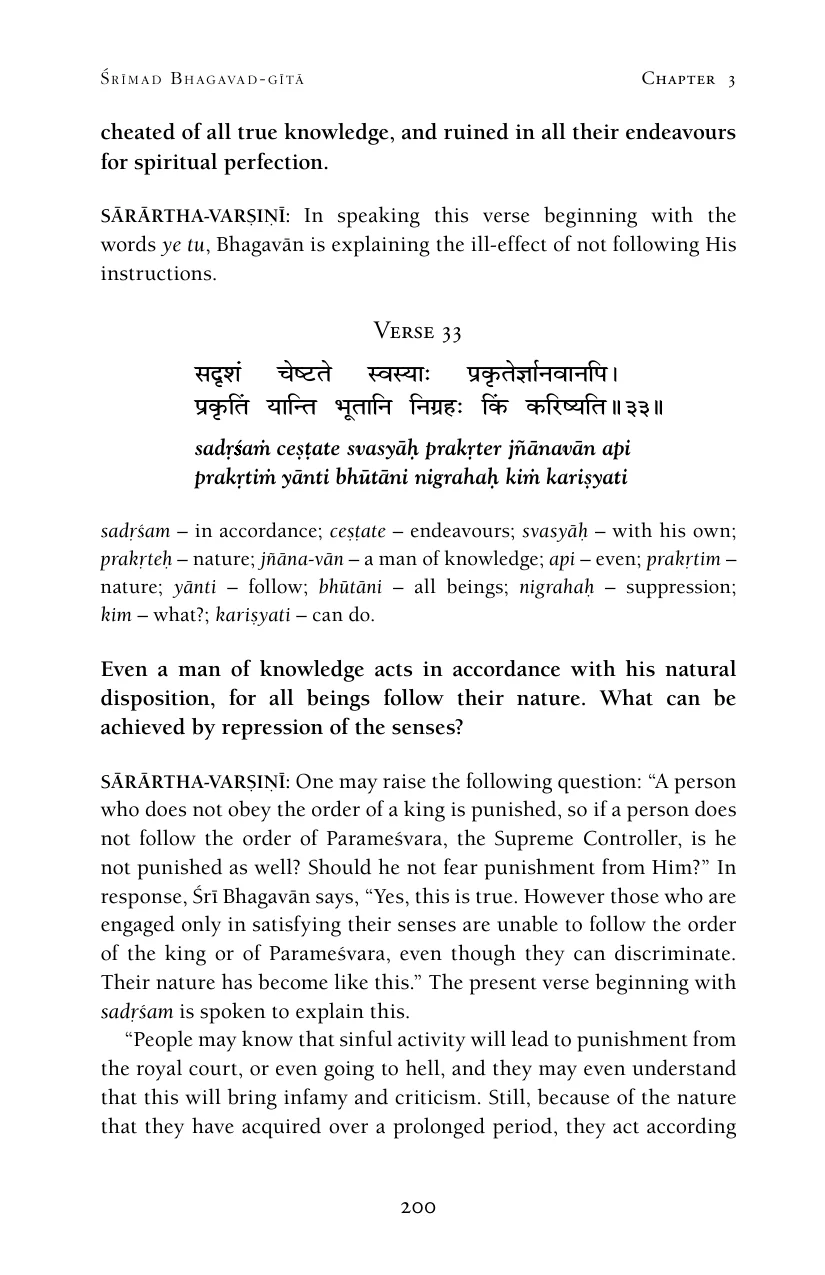 Śrīmad Bhagavad-gītā Chapter 3
cheated of all true knowledge, and ruined in all their endeavours
for spiritual perfection.
SĀRĀRTHA-VARṢIṆĪ: In speaking this verse beginning with the
words ye tu, Bhagavān is explaining the ill-effect of not following His
instructions.
Verse 33
सदृशं चेष्टते स्वस्याः प्रकृतेर्ज्ञानवानपि।
प्रकृतिं यान्ति भूतानि निग्रहः किं करिष्यति॥३३॥
sadṛśaṁ ceṣṭate svasyāḥ prakṛter jñānavān api
prakṛtiṁ yānti bhūtāni nigrahaḥ kiṁ kariṣyati
sadṛśam – in accordance; ceṣṭate – endeavours; svasyāḥ – with his own;
prakṛteḥ – nature; jñāna-vān – a man of knowledge; api – even; prakṛtim –
nature; yānti – follow; bhūtāni – all beings; nigrahaḥ – suppression;
kim – what?; kariṣyati – can do.
Even a man of knowledge acts in accordance with his natural
disposition, for all beings follow their nature. What can be
achieved by repression of the senses?
SĀRĀRTHA-VARṢIṆĪ: One may raise the following question: “A person
who does not obey the order of a king is punished, so if a person does
not follow the order of Parameśvara, the Supreme Controller, is he
not punished as well? Should he not fear punishment from Him?” In
response, Śrī Bhagavān says, “Yes, this is true. However those who are
engaged only in satisfying their senses are unable to follow the order
of the king or of Parameśvara, even though they can discriminate.
Their nature has become like this.” The present verse beginning with
sadṛśam is spoken to explain this.
“People may know that sinful activity will lead to punishment from
the royal court, or even going to hell, and they may even understand
that this will bring infamy and criticism. Still, because of the nature
that they have acquired over a prolonged period, they act according
200